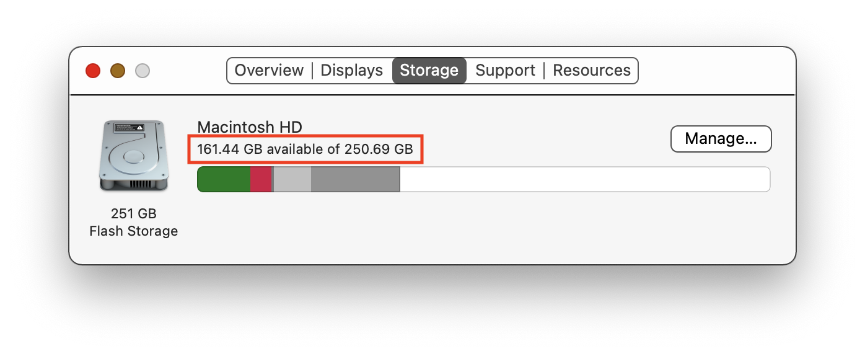 Overview | Displays Storage Support | Resources
Macintosh HD
161.44 GB available of 250.69 GB
Manage...
251 GB
Flash Storage